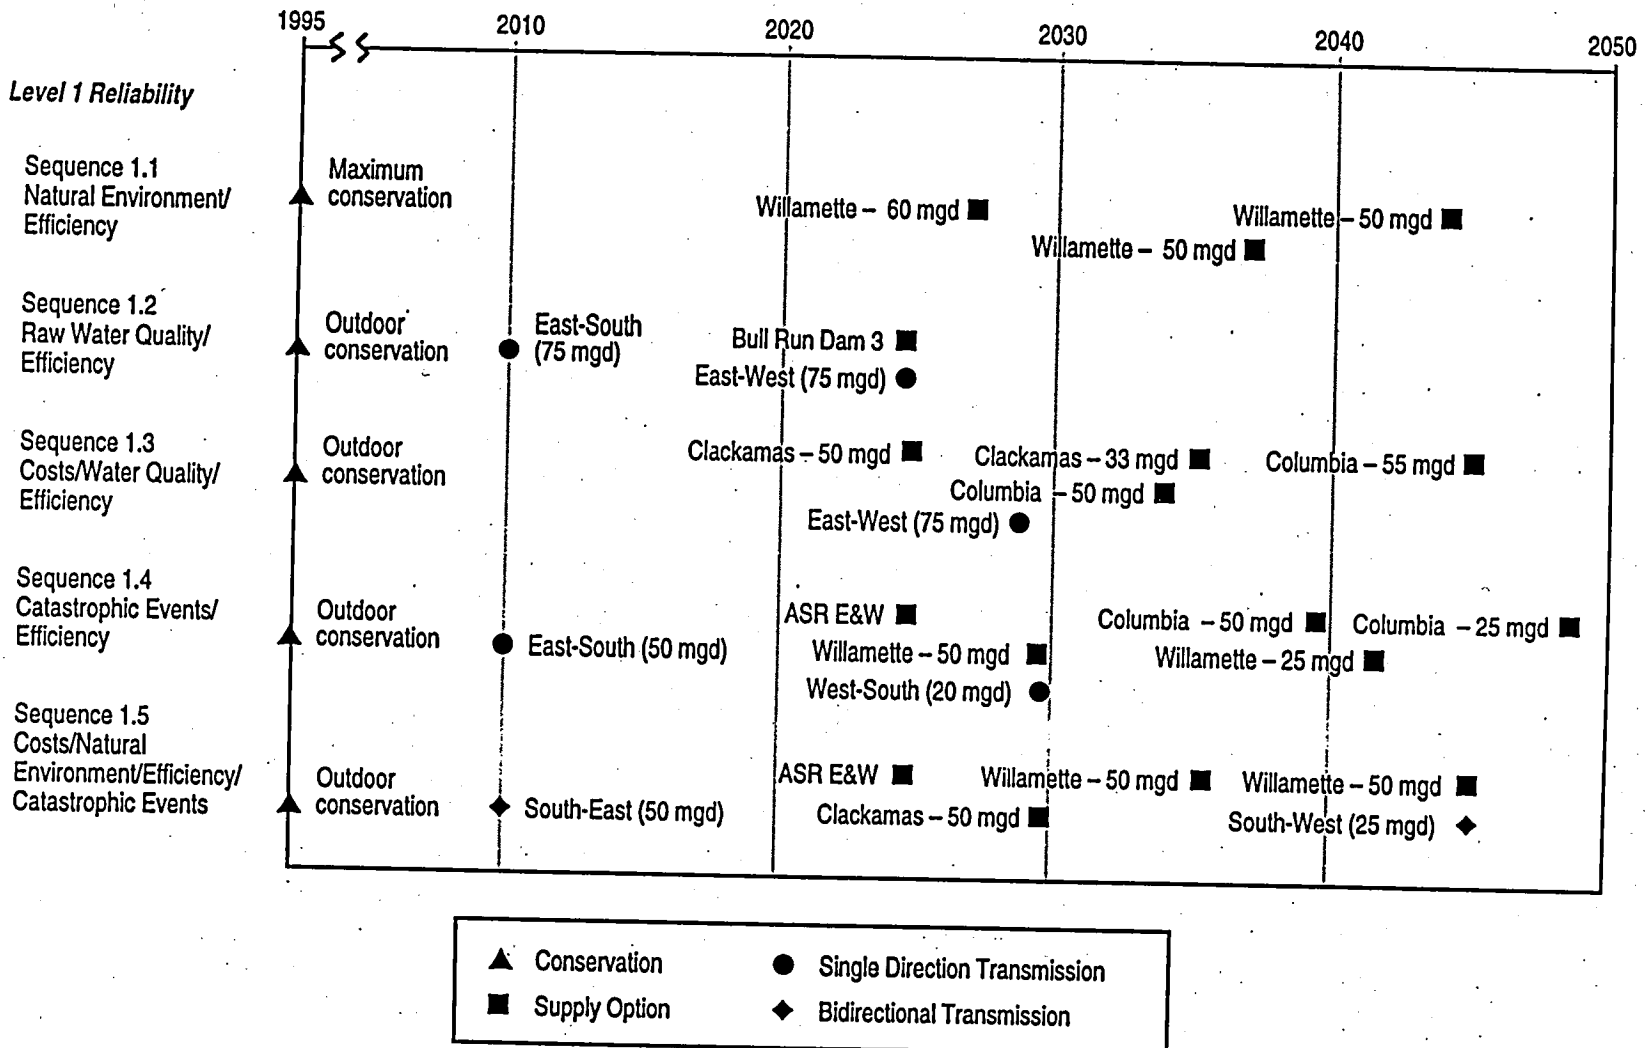 1995
2010
2020
2030
2040
2050
Level 1 Reliability
Sequence 1.1
Natural Environment/
Efficiency
Maximum
conservation
Willamette – 60 mgd
Willamette – 50 mgd
Willamette – 50 mgd
Sequence 1.2
Raw Water Quality/
Efficiency
Outdoor
conservation
East-South
(75 mgd)
Bull Run Dam 3
East-West (75 mgd)
Sequence 1.3
Costs/Water Quality/
Efficiency
Outdoor
conservation
Clackamas – 50 mgd
Clackamas – 33 mgd
Columbia – 55 mgd
Columbia – 50 mgd
East-West (75 mgd)
Sequence 1.4
Catastrophic Events/
Efficiency
Outdoor
conservation
East-South (50 mgd)
ASR E&W
Columbia – 50 mgd
Columbia – 25 mgd
Willamette – 50 mgd
Willamette – 25 mgd
West-South (20 mgd)
Sequence 1.5
Costs/Natural
Environment/Efficiency/
Catastrophic Events
Outdoor
conservation
South-East (50 mgd)
ASR E&W
Willamette – 50 mgd
Willamette – 50 mgd
Clackamas – 50 mgd
South-West (25 mgd)
Conservation
Single Direction Transmission
Supply Option
Bidirectional Transmission